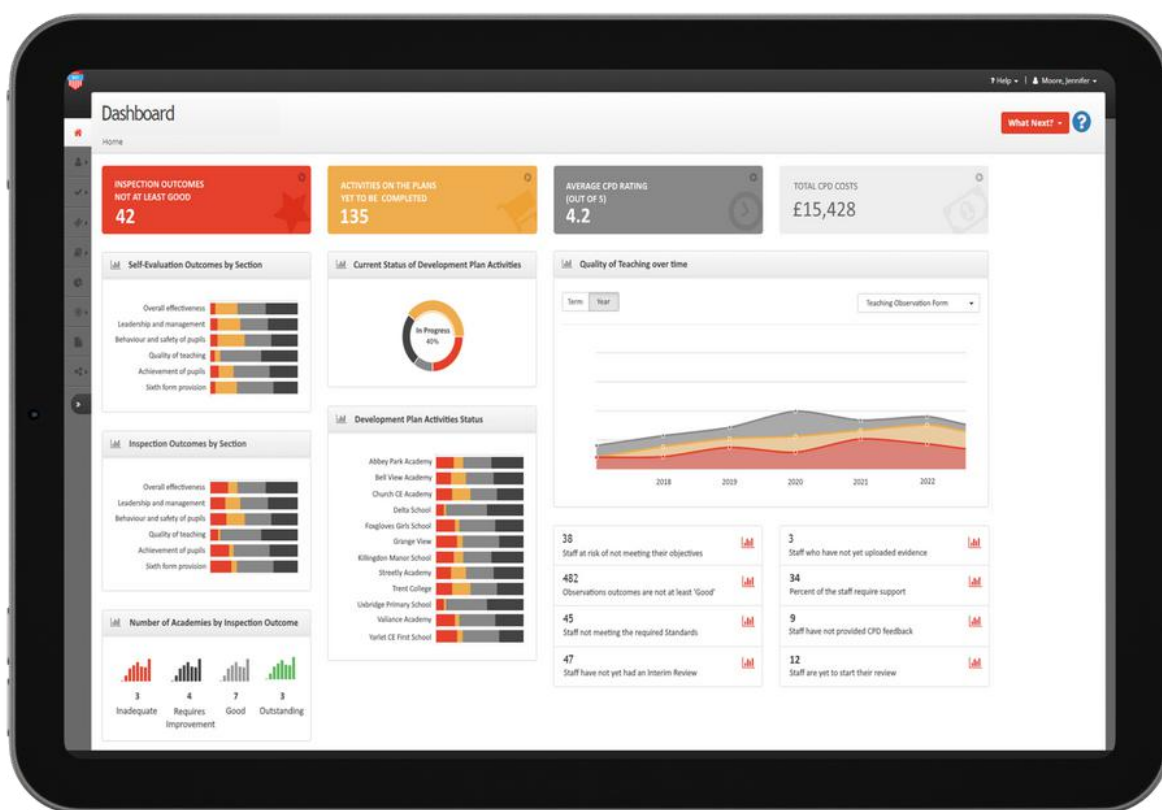 ? Help
Moore, Jennifer
Dashboard
Home
What Next?
?
INSPECTION OUTCOMES
NOT AT LEAST GOOD
42
ACTIVITIES ON THE PLANS
YET TO BE COMPLETED
135
AVERAGE CPD RATING
(OUT OF 5)
4.2
TOTAL CPD COSTS
£15,428
Self-Evaluation Outcomes by Section
Overall effectiveness
Leadership and management
Behaviour and safety of pupils
Quality of teaching
Achievement of pupils
Sixth form provision
Inspection Outcomes by Section
Overall effectiveness
Leadership and management
Behaviour and safety of pupils
Quality of teaching
Achievement of pupils
Sixth form provision
Number of Academies by Inspection Outcome
3
Inadequate
4
Requires
Improvement
7
Good
3
Outstanding
Current Status of Development Plan Activities
In Progress
40%
Development Plan Activities Status
Abbey Park Academy
Bell View Academy
Church CE Academy
Delta School
Foxgloves Girls School
Grange View
Killingdon Manor School
Streetly Academy
Trent College
Uxbridge Primary School
Valiance Academy
Yarlet CE First School
Quality of Teaching over time
Term Year
Teaching Observation Form
2018 2019 2020 2021 2022
38
Staff at risk of not meeting their objectives
482
Observations outcomes are not at least 'Good'
45
Staff not meeting the required Standards
47
Staff have not yet had an Interim Review
3
Staff who have not yet uploaded evidence
34
Percent of the staff require support
9
Staff have not provided CPD feedback
12
Staff are yet to start their review